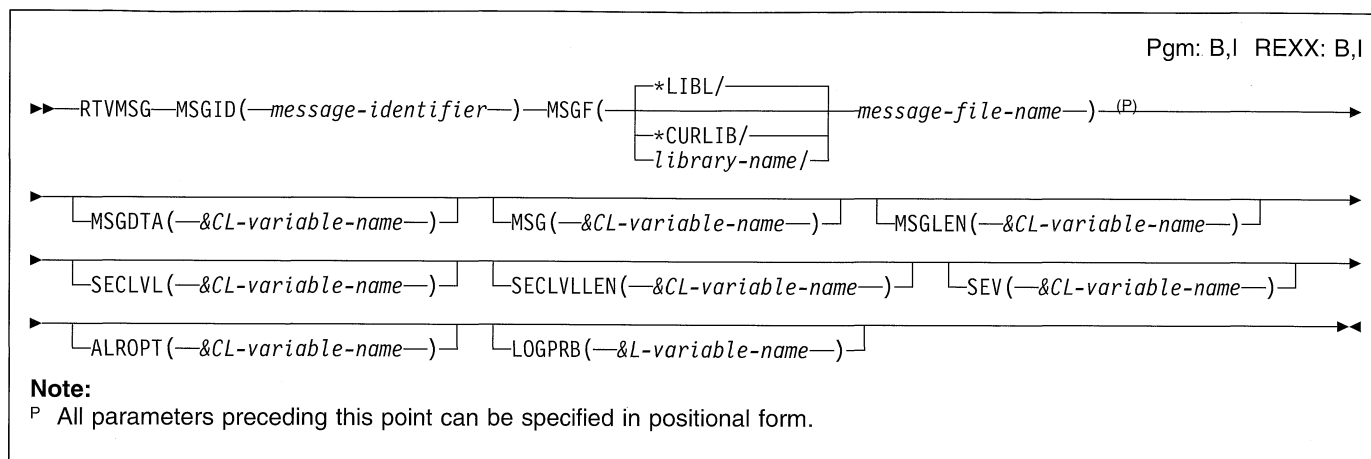 Pgm: B,I REXX: B,I
*LIBL/
RTVMSG MSGID( message-identifier ) MSGF( message-file-name ) (P)
*CURLIB/
library-name/
MSGDTA( &CL-variable-name ) MSG( &CL-variable-name ) MSGLEN( &CL-variable-name )
SECLVL( &CL-variable-name ) SECLVLLEN( &CL-variable-name ) SEV( &CL-variable-name )
ALROPT( &CL-variable-name ) LOGPRB( &L-variable-name )
Note:
P All parameters preceding this point can be specified in positional form.